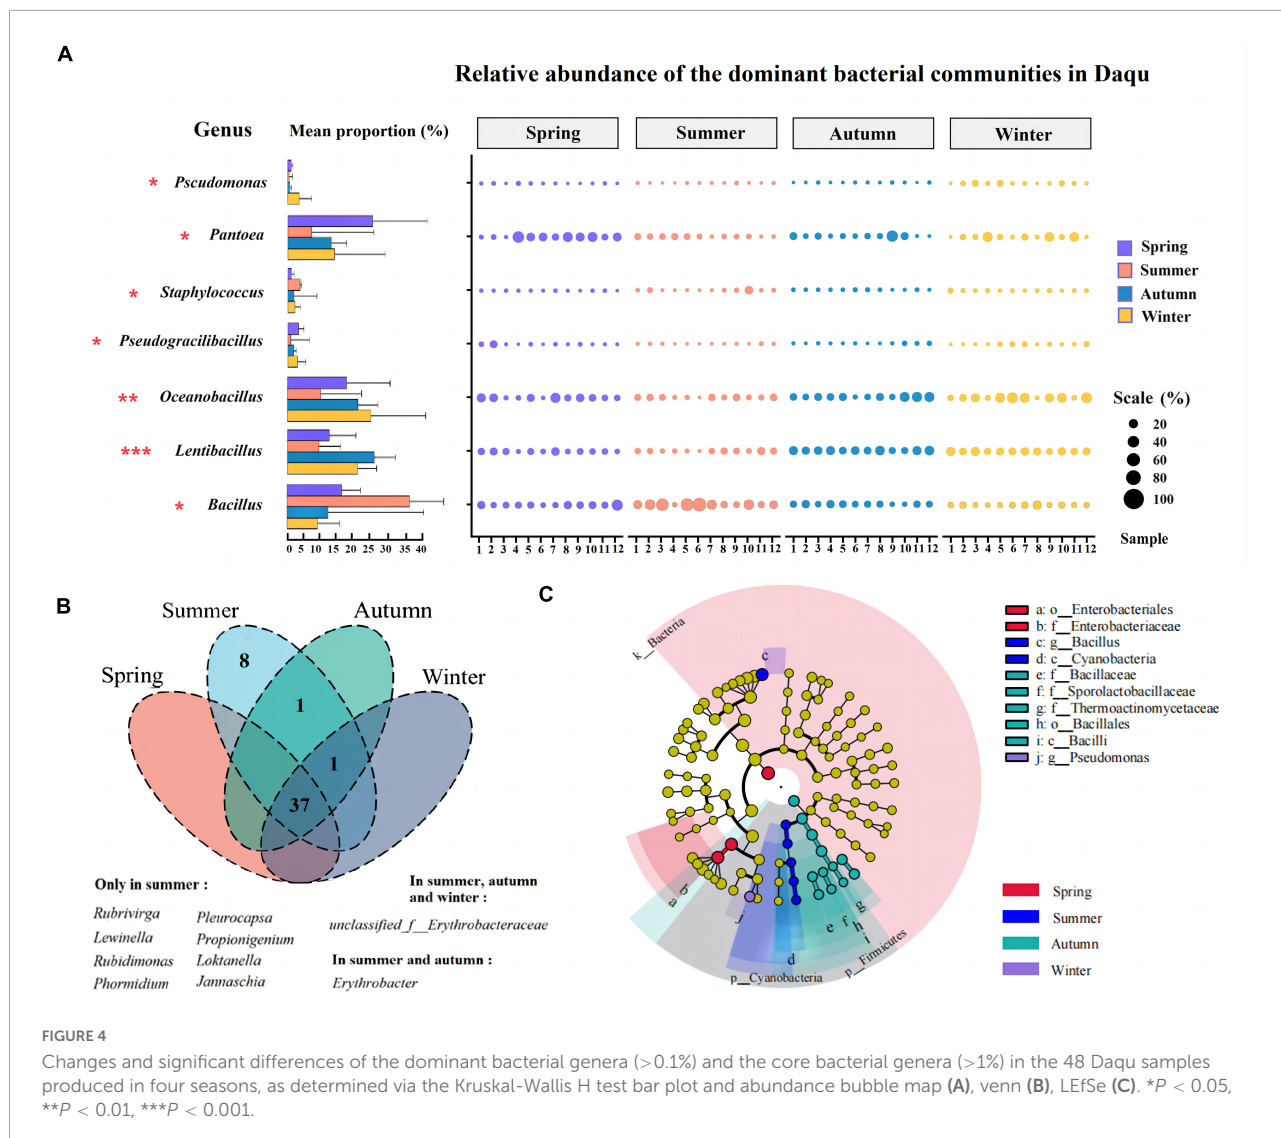 A
Relative abundance of the dominant bacterial communities in Daqu
Genus
Mean proportion (%)
Spring
Summer
Autumn
Winter
* Pscudomonas
* Pantoea
* Staphylococcus
* Pseudogracilibacillus
** Oceanobacillus
*** Lentibacillus
* Bacillus
Spring
Summer
Autumn
Winter
Scale (%)
20
40
60
80
100
0 5 10 15 20 25 30 35 40
1 2 3 4 5 6 7 8 9 10 11 12
1 2 3 4 5 6 7 8 9 10 11 12
1 2 3 4 5 6 7 8 9 10 11 12
1 2 3 4 5 6 7 8 9 10 11 12
Sample
B
Summer
Autumn
Spring
Winter
8
1
1
37
Only in summer :
Rubrivirga
Lewinella
Rubidimonas
Phormidium
Pleurocapsa
Propionigenium
Loktanella
Jannaschia
In summer, autumn
and winter :
unclassified_f__Erythrobacteraceae
In summer and autumn :
Erythrobacter
C
k__Bacteria
c
b
a
j
d
e
f
g
h
i
p__Cyanobacteria
p__Firmicutes
a: o__Enterobacteriales
b: f__Enterobacteriaceae
c: g__Bacillus
d: c__Cyanobacteria
e: f__Bacillaceae
f: f__Sporolactobacillaceae
g: f__Thermoactinomycetaceae
h: o__Bacillales
i: c__Bacilli
j: g__Pseudomonas
Spring
Summer
Autumn
Winter
FIGURE 4
Changes and significant differences of the dominant bacterial genera (>0.1%) and the core bacterial genera (>1%) in the 48 Daqu samples
produced in four seasons, as determined via the Kruskal-Wallis H test bar plot and abundance bubble map (A), venn (B), LEfSe (C). *P < 0.05,
**P < 0.01, ***P < 0.001.